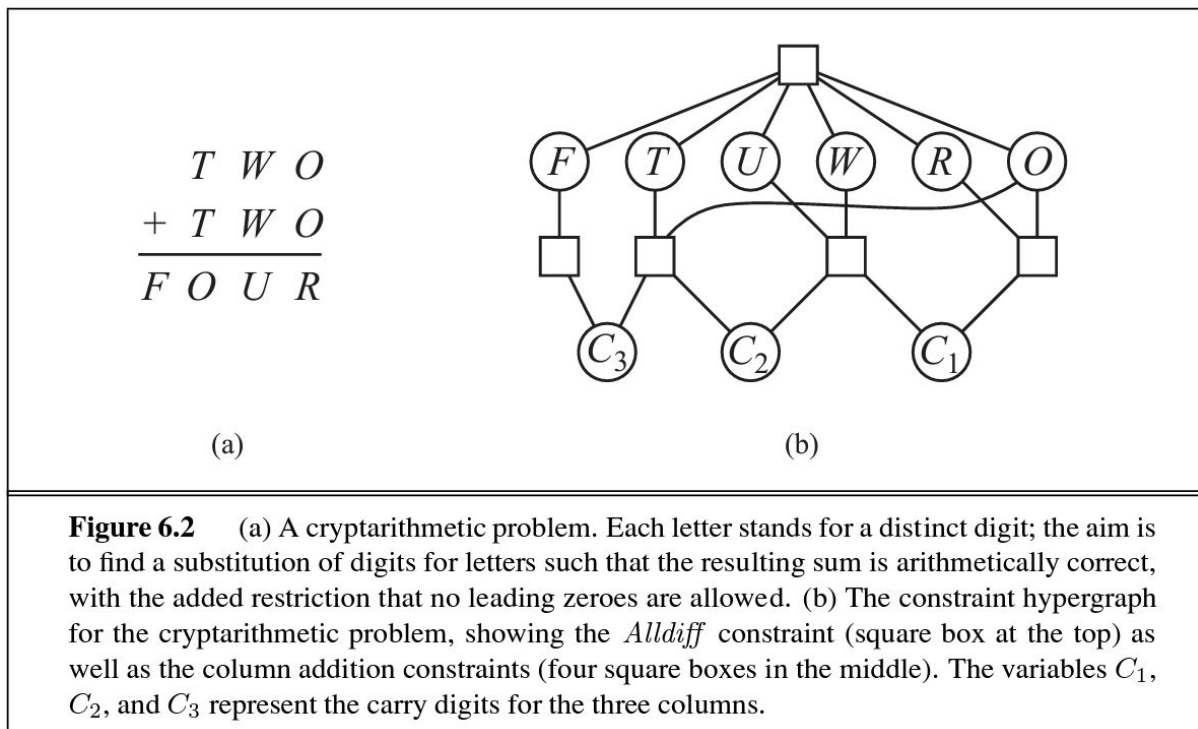 T W O
+ T W O
F O U R
(a)
F T U W R O
C3 C2 C1
(b)
Figure 6.2 (a) A cryptarithmetic problem. Each letter stands for a distinct digit; the aim is
to find a substitution of digits for letters such that the resulting sum is arithmetically correct,
with the added restriction that no leading zeroes are allowed. (b) The constraint hypergraph
for the cryptarithmetic problem, showing the Alldiff constraint (square box at the top) as
well as the column addition constraints (four square boxes in the middle). The variables C1,
C2, and C3 represent the carry digits for the three columns.